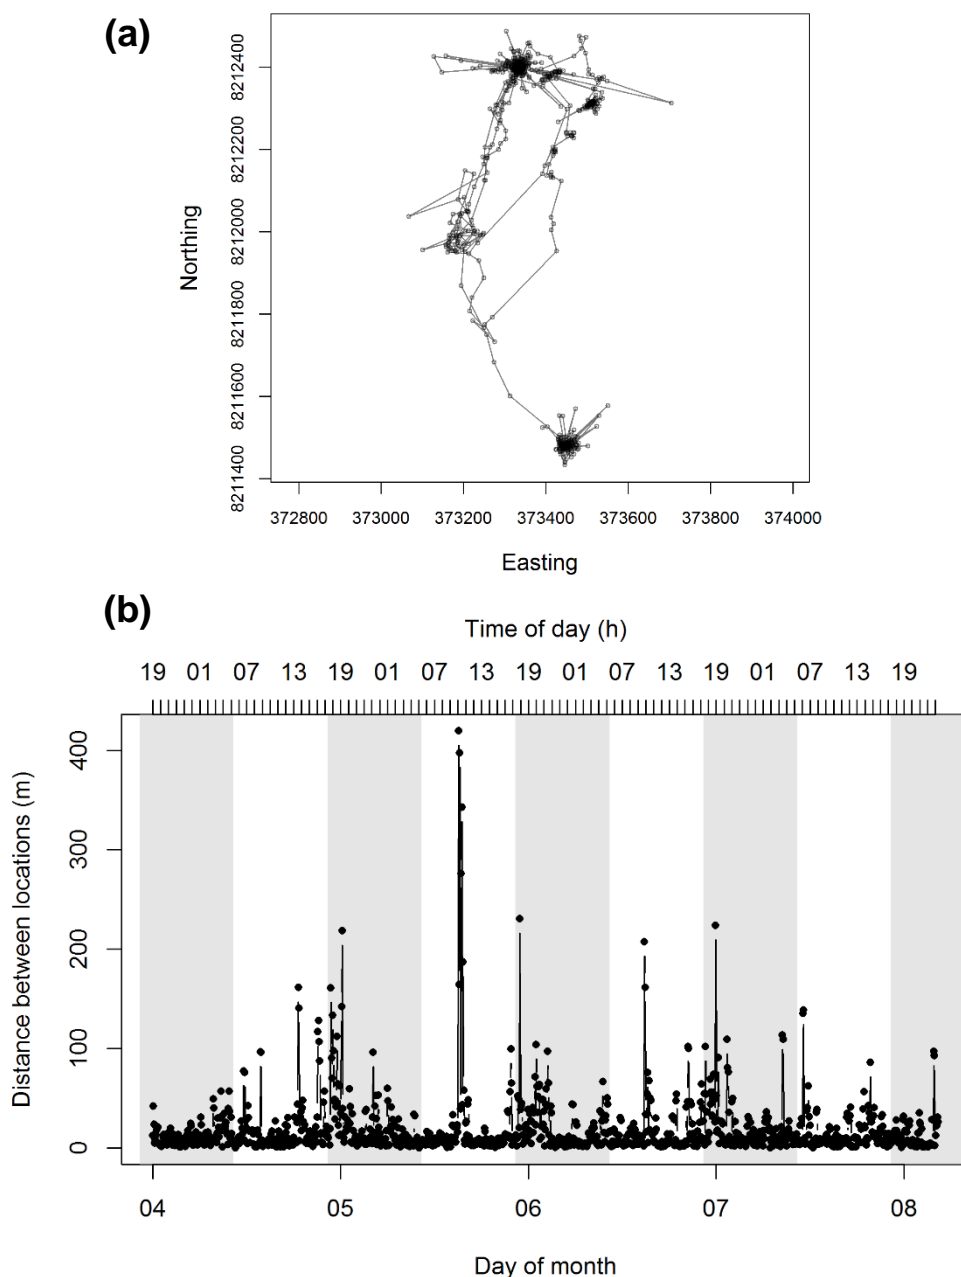 (a)
8212400
8212200
8212000
8211800
8211600
8211400
Northing
372800 373000 373200 373400 373600 373800 374000
Easting
(b)
Time of day (h)
19 01 07 13 19 01 07 13 19 01 07 13 19 01 07 13 19
400
300
200
100
0
Distance between locations (m)
04 05 06 07 08
Day of month